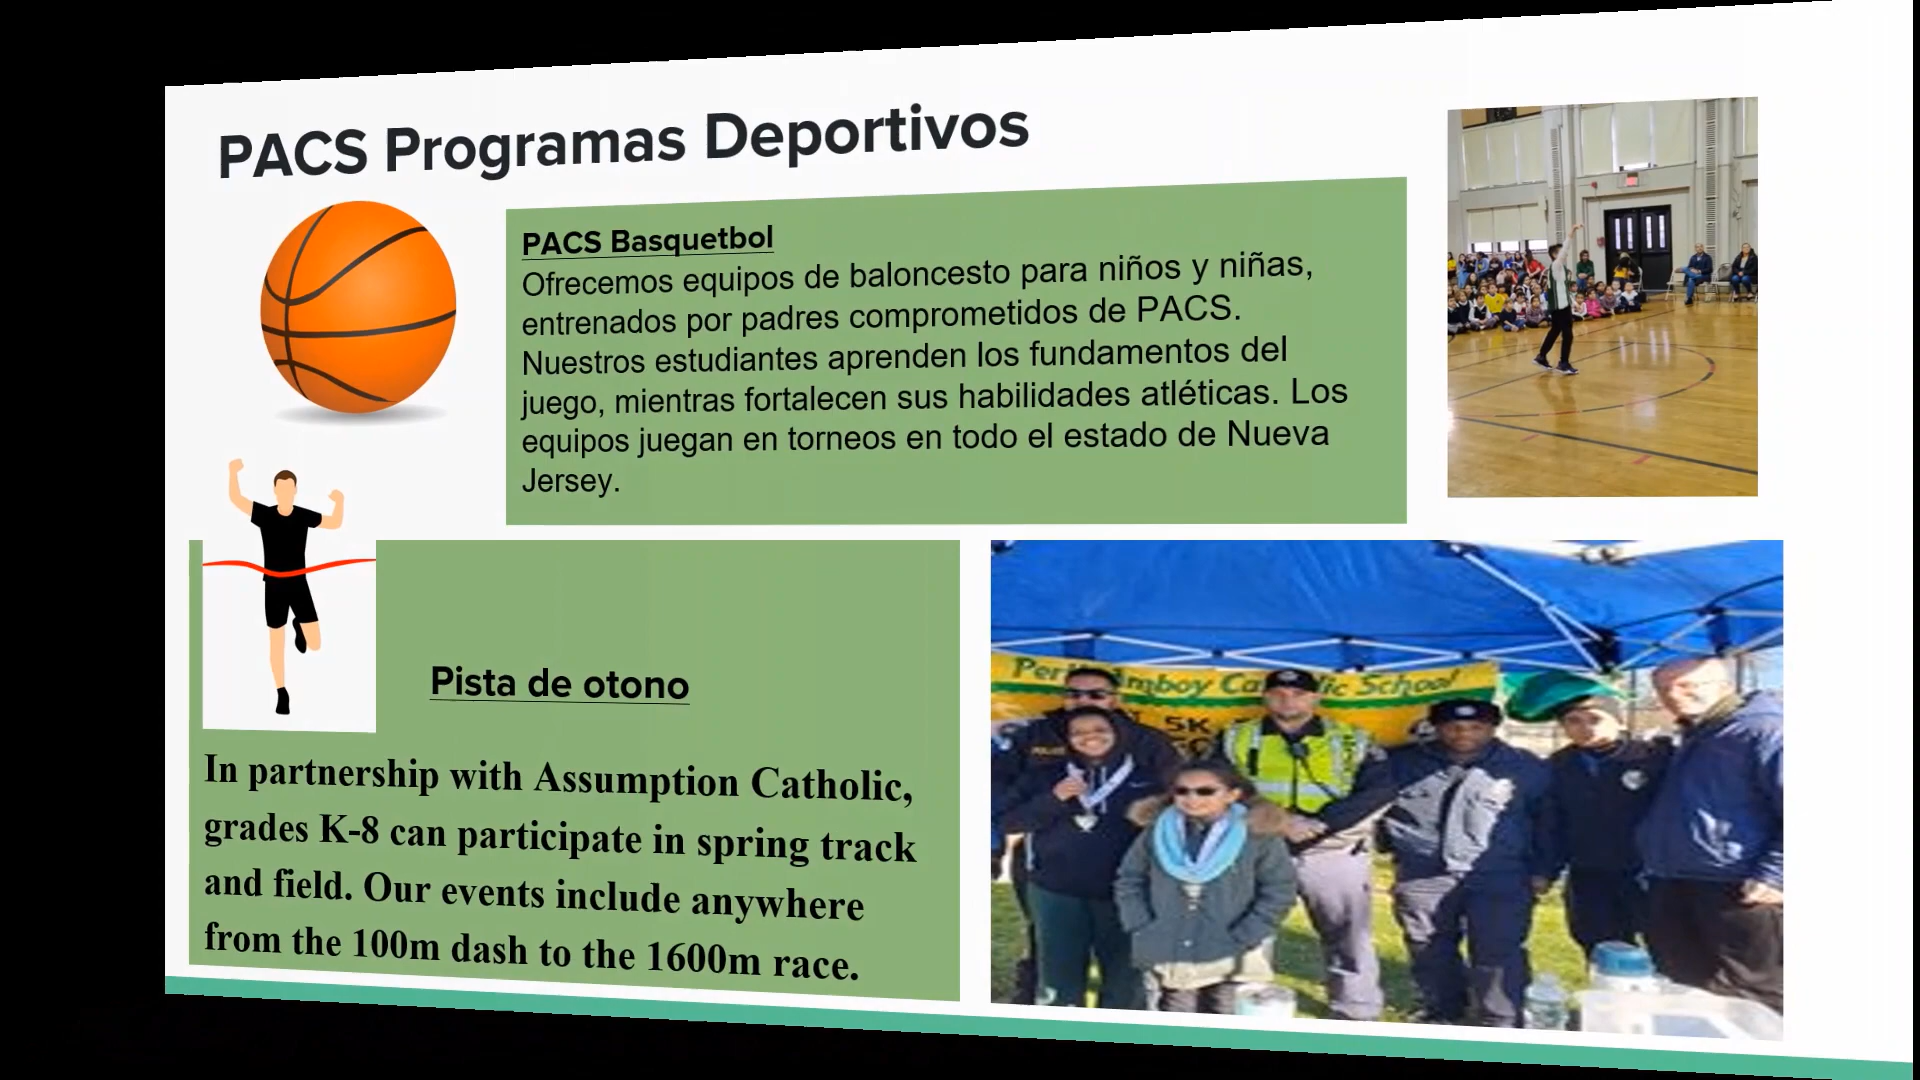 PACS Programas Deportivos
PACS Basquetbol
Ofrecemos equipos de baloncesto para niños y niñas,
entrenados por padres comprometidos de PACS.
Nuestros estudiantes aprenden los fundamentos del
juego, mientras fortalecen sus habilidades atléticas. Los
equipos juegan en torneos en todo el estado de Nueva
Jersey.
Pista de otono
In partnership with Assumption Catholic,
grades K-8 can participate in spring track
and field. Our events include anywhere
from the 100m dash to the 1600m race.
School
5K